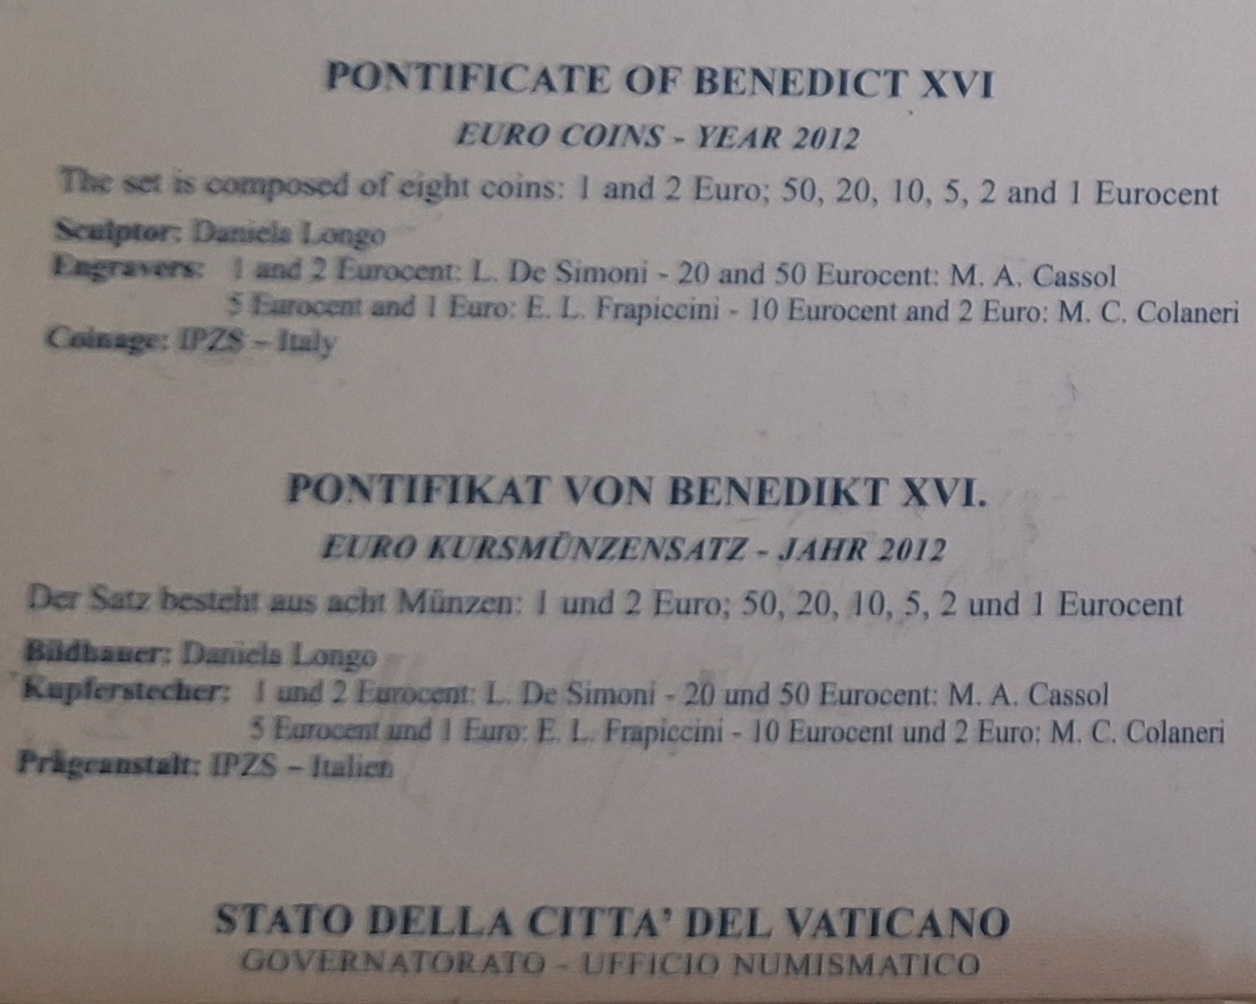 PONTIFICATE OF BENEDICT XVI
EURO COINS - YEAR 2012
The set is composed of eight coins: 1 and 2 Euro; 50, 20, 10, 5, 2 and 1 Eurocent
Sculptor: Daniela Longo
Engravers: 1 and 2 Eurocent: L. De Simoni - 20 and 50 Eurocent: M. A. Cassol
5 Eurocent and 1 Euro: E. L. Frapiccini - 10 Eurocent and 2 Euro: M. C. Colaneri
Coinage: IPZS – Italy
PONTIFIKAT VON BENEDIKT XVI.
EURO KURSMÜNZENSATZ - JAHR 2012
Der Satz besteht aus acht Münzen: 1 und 2 Euro; 50, 20, 10, 5, 2 und 1 Eurocent
Bildhauer: Daniela Longo
Kupferstecher: 1 und 2 Eurocent: L. De Simoni - 20 und 50 Eurocent: M. A. Cassol
5 Eurocent und 1 Euro: E. L. Frapiccini - 10 Eurocent und 2 Euro: M. C. Colaneri
Prägeanstalt: IPZS – Italien
STATO DELLA CITTA' DEL VATICANO
GOVERNATORATO - UFFICIO NUMISMATICO